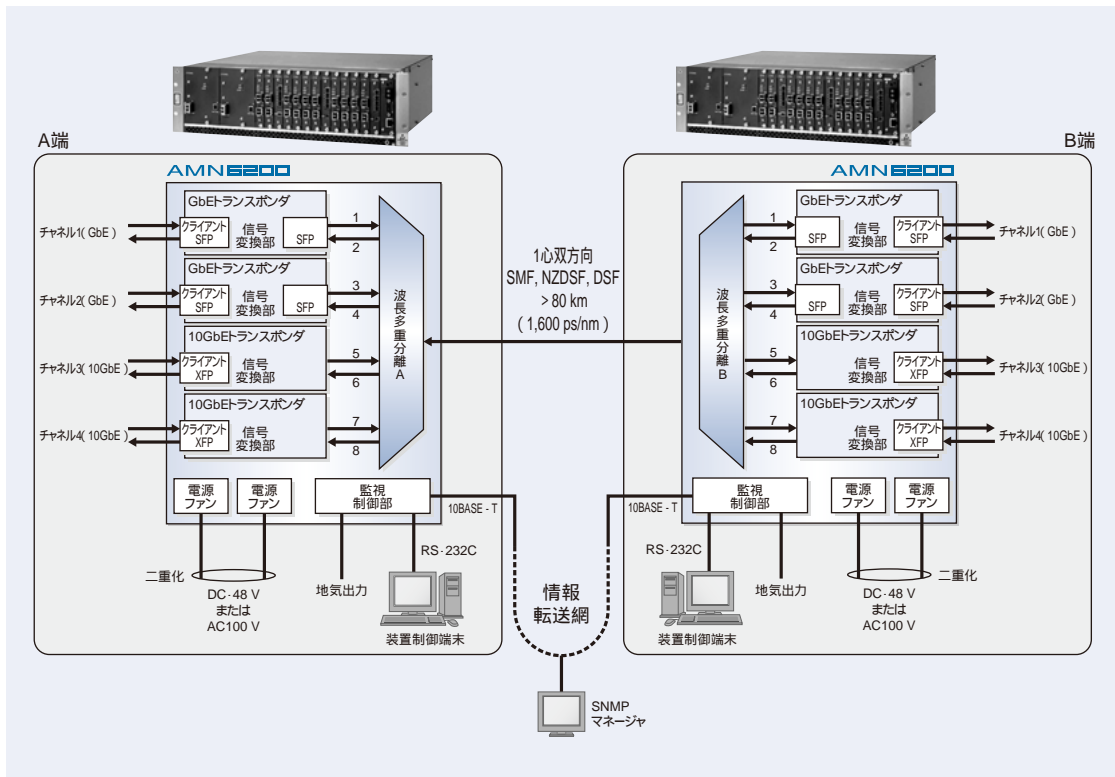 A端
B端
AMN6200
AMN6200
GbEトランスポンダ
チャネル1( GbE )
クライアント
SFP
信号
変換部
SFP
1
2
GbEトランスポンダ
チャネル2( GbE )
クライアント
SFP
信号
変換部
SFP
3
4
10GbEトランスポンダ
チャネル3( 10GbE )
クライアント
XFP
信号
変換部
5
6
10GbEトランスポンダ
チャネル4( 10GbE )
クライアント
XFP
信号
変換部
7
8
波長多重分離A
1心双方向
SMF, NZDSF, DSF
> 80 km
( 1,600 ps/nm )
波長多重分離B
GbEトランスポンダ
1
2
SFP
信号
変換部
クライアント
SFP
チャネル1( GbE )
GbEトランスポンダ
3
4
SFP
信号
変換部
クライアント
SFP
チャネル2( GbE )
10GbEトランスポンダ
5
6
信号
変換部
クライアント
XFP
チャネル3( 10GbE )
10GbEトランスポンダ
7
8
信号
変換部
クライアント
XFP
チャネル4( 10GbE )
電源
ファン
電源
ファン
監視
制御部
10BASE-T
二重化
DC-48 V
または
AC100 V
地気出力
RS-232C
装置制御端末
情報
転送網
10BASE-T
監視
制御部
電源
ファン
電源
ファン
RS-232C
装置制御端末
地気出力
二重化
DC-48 V
または
AC100 V
SNMP
マネージャ